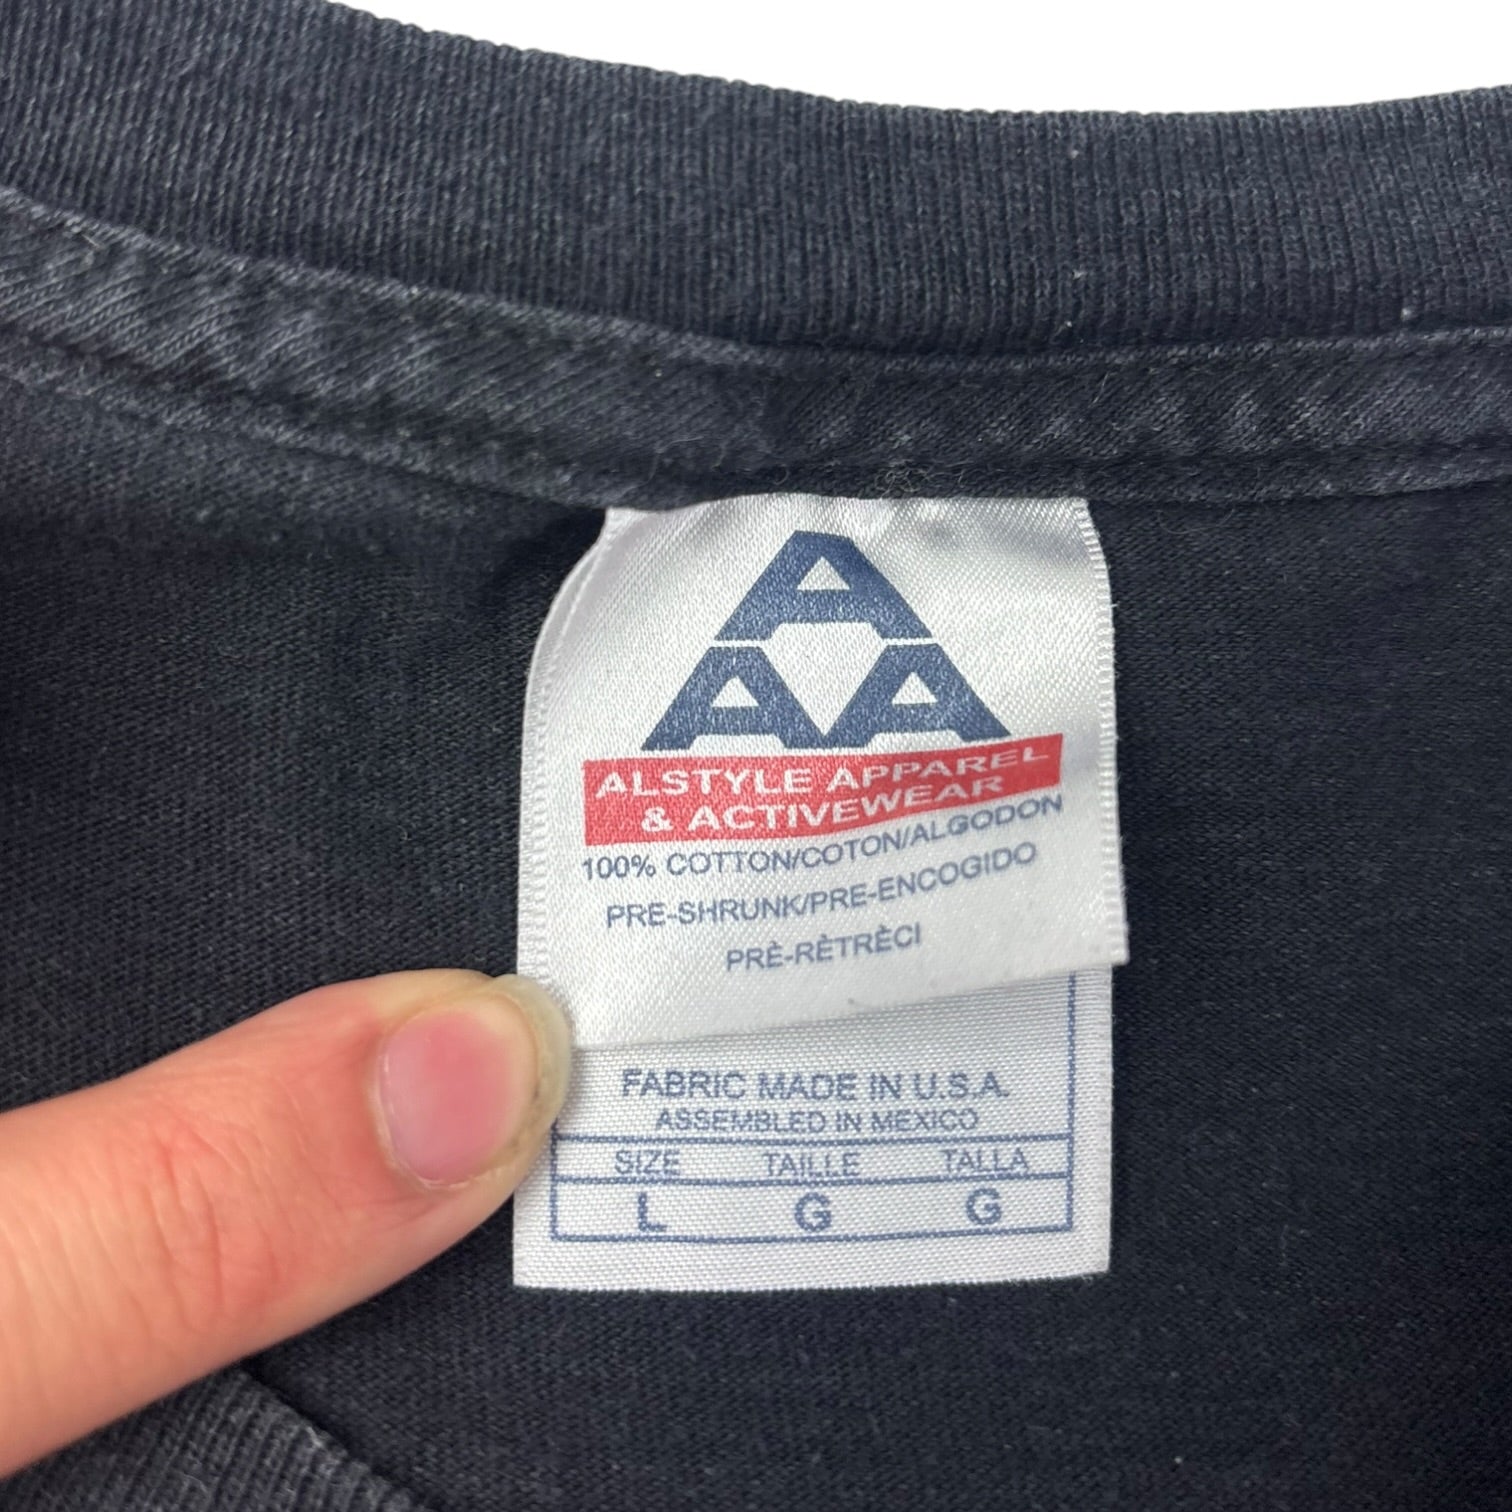 A
AA
ALSTYLE APPAREL
& ACTIVEWEAR
100% COTTON/COTON/ALGODON
PRE-SHRUNK/PRE-ENCOGIDO
PRÈ-RÈTRÈCI
FABRIC MADE IN U.S.A.
ASSEMBLED IN MEXICO
SIZE TAILLE TALLA
L G G